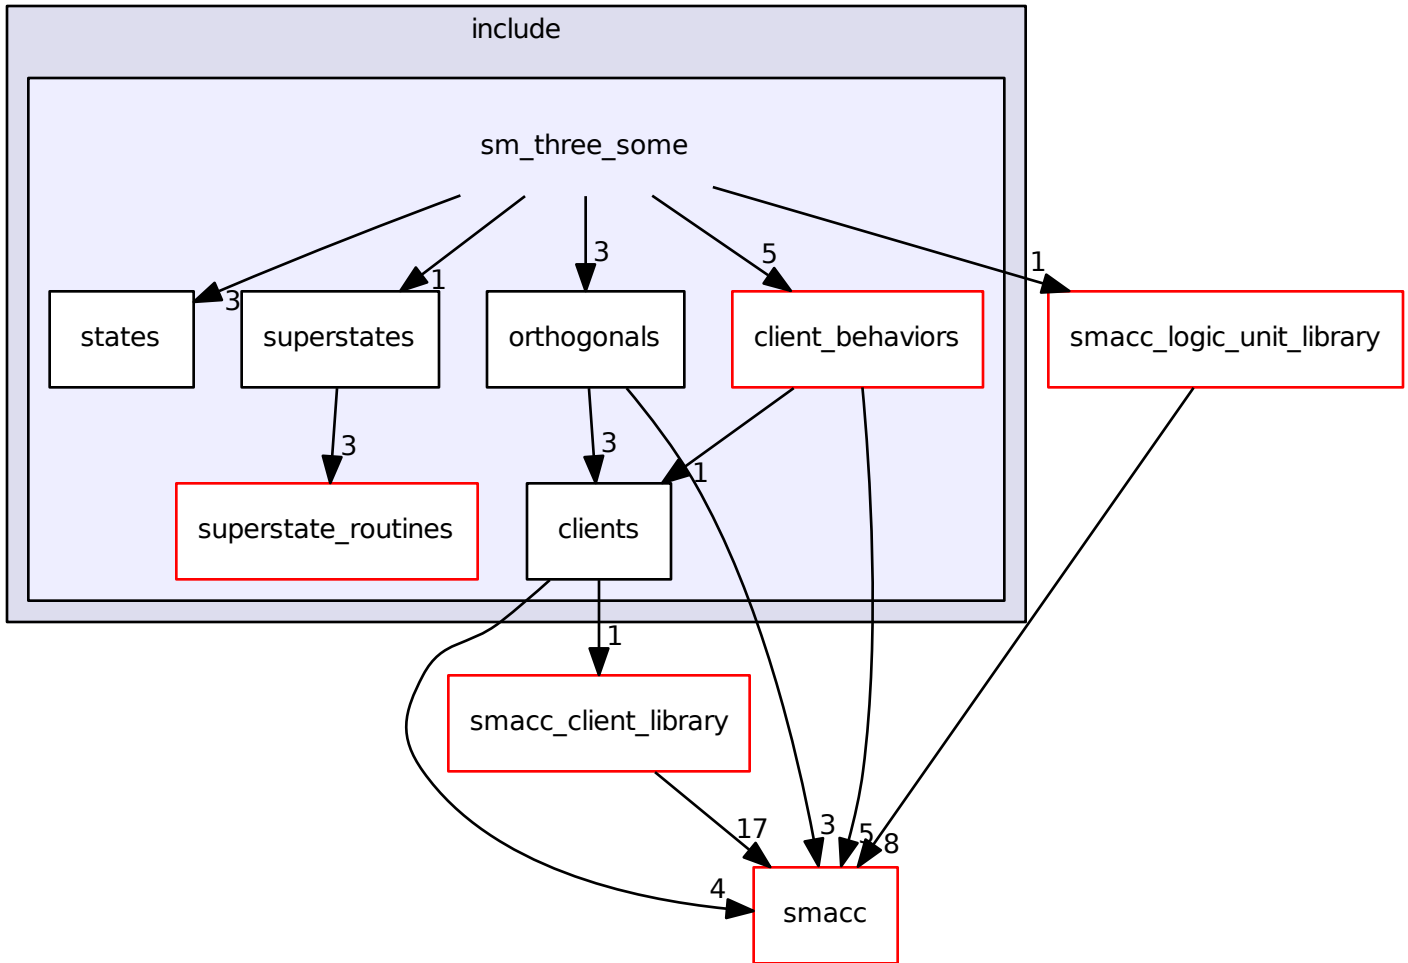 include
sm_three_some
3
5
1
1
3
states
superstates
orthogonals
client_behaviors
smacc_logic_unit_library
3
3
1
superstate_routines
clients
1
smacc_client_library
17
3
5
8
4
smacc